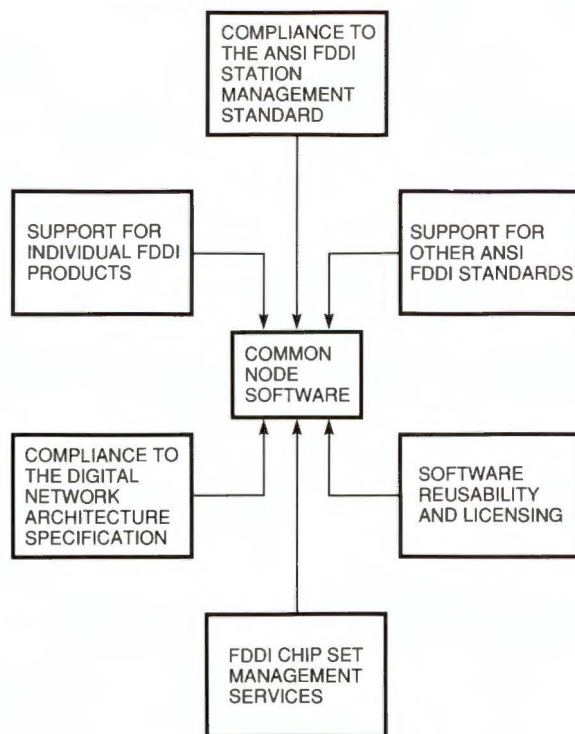 COMPLIANCE TO
THE ANSI FDDI
STATION
MANAGEMENT
STANDARD
SUPPORT FOR
INDIVIDUAL FDDI
PRODUCTS
SUPPORT FOR
OTHER ANSI
FDDI STANDARDS
COMMON
NODE
SOFTWARE
COMPLIANCE TO
THE DIGITAL
NETWORK
ARCHITECTURE
SPECIFICATION
SOFTWARE
REUSABILITY
AND LICENSING
FDDI CHIP SET
MANAGEMENT
SERVICES